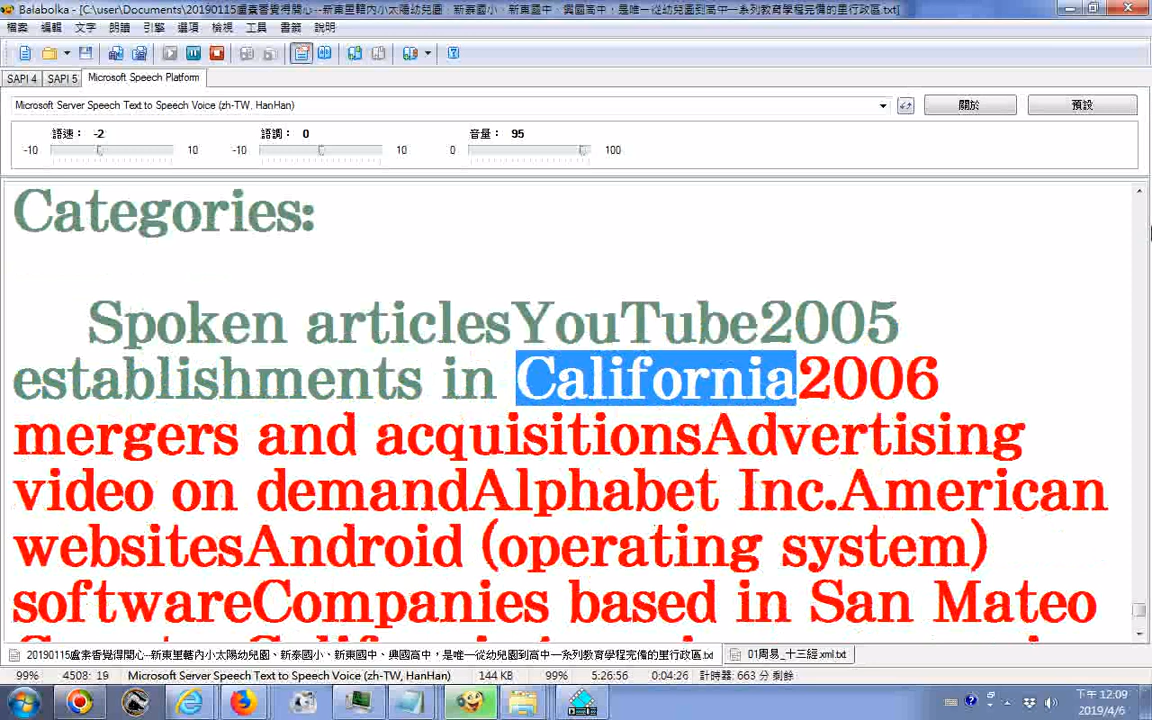 Balabolka - [C:\user\Documents\20190115盧素香覺得開心--新東里轄內小太陽幼兒園、新泰國小、新東國中、興國高中，是唯一從幼兒園到高中一系列教育學程完備的里行政區.txt]
檔案 編輯 文字 朗讀 引擎 選項 檢視 工具 書籤 說明
SAPI 4 SAPI 5 Microsoft Speech Platform
Microsoft Server Speech Text to Speech Voice (zh-TW, HanHan) 關於 預設
語速： -2 語調： 0 音量： 95
-10 10 -10 10 0 100
Categories:
Spoken articlesYouTube2005
establishments in California2006
mergers and acquisitionsAdvertising
video on demandAlphabet Inc.American
websitesAndroid (operating system)
softwareCompanies based in San Mateo
20190115盧素香覺得開心--新東里轄內小太陽幼兒園、新泰國小、新東國中、興國高中，是唯一從幼兒園到高中一系列教育學程完備的里行政區.txt 01周易_十三經.xml.txt
99% 4508: 19 Microsoft Server Speech Text to Speech Voice (zh-TW, HanHan) 144 KB 99% 5:26:56 0:04:26 計時器： 663 分 剩餘
下午 12:09
2019/4/6